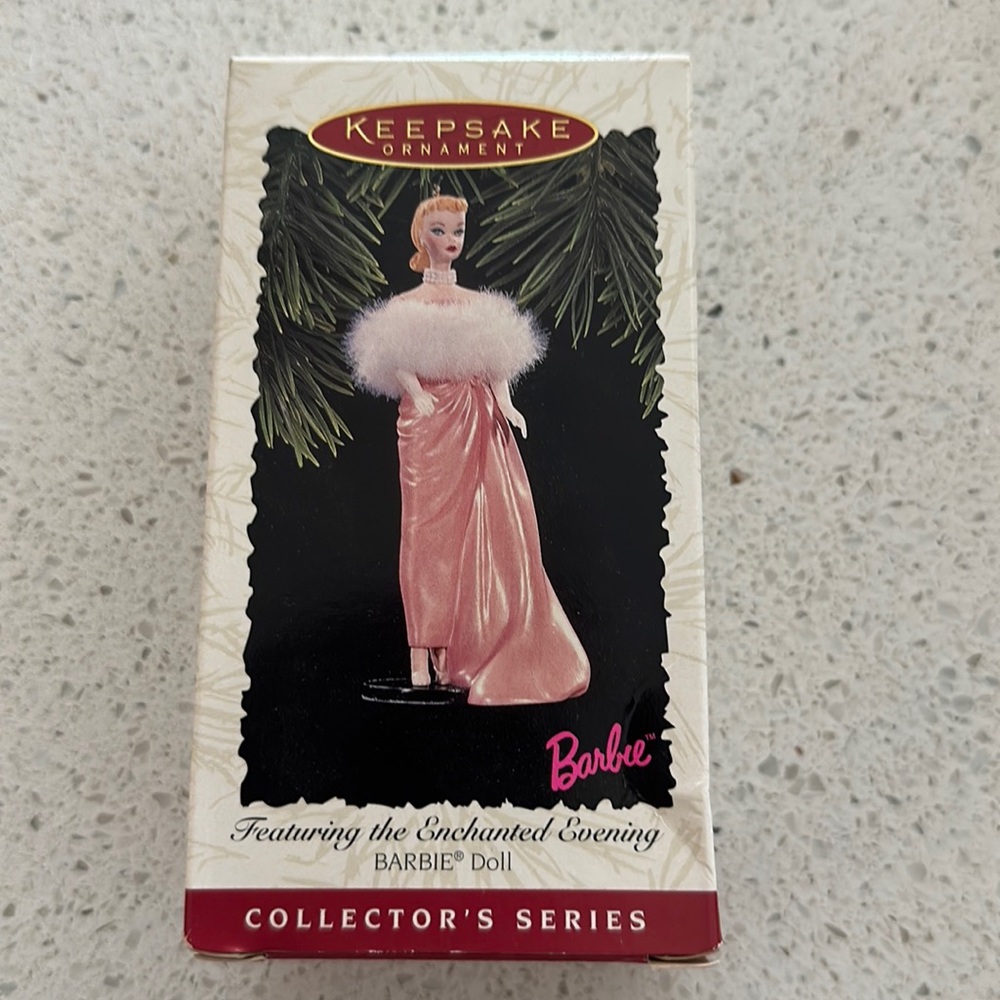 KEEPSAKE
ORNAMENT
Barbie™
Featuring the Enchanted Evening
BARBIE® Doll
COLLECTOR'S SERIES